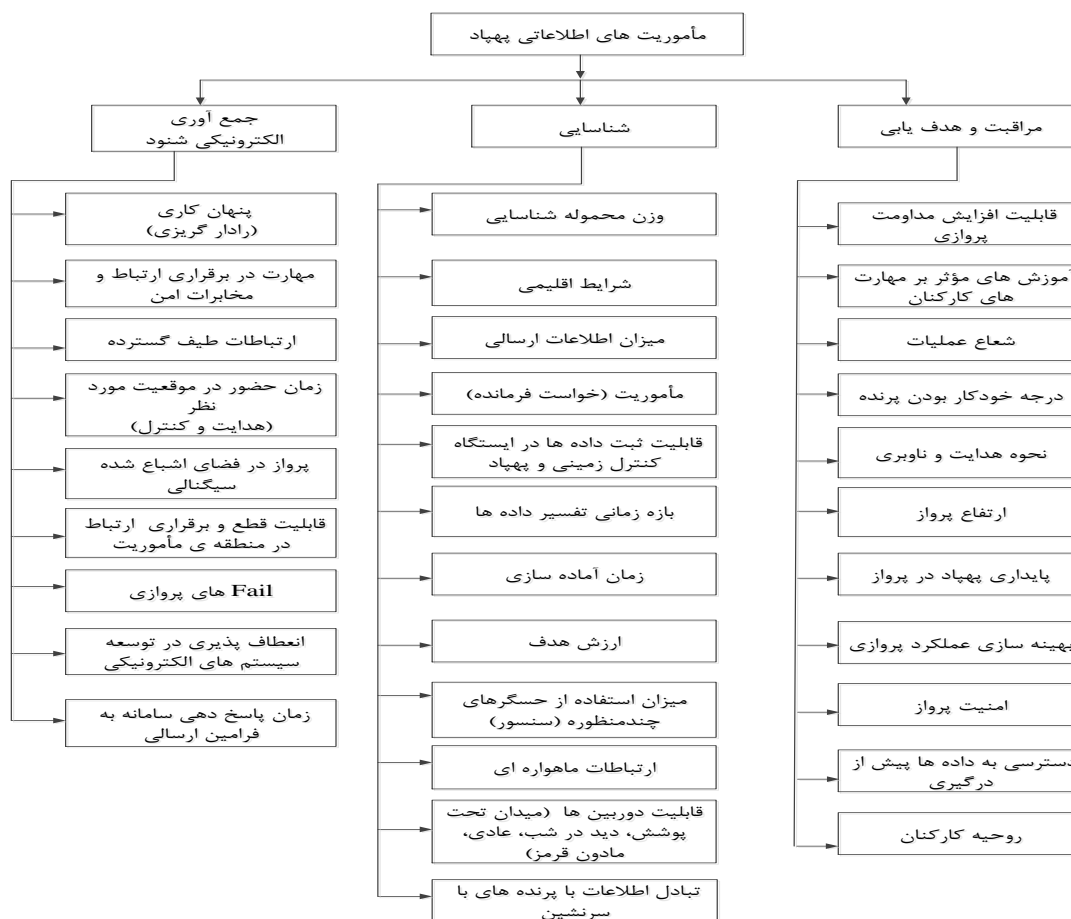 مأموریت های اطلاعاتی پهپاد
مراقبت و هدف یابی
قابلیت افزایش مداومت
پروازی
آموزش های مؤثر بر مهارت
های کارکنان
شعاع عملیات
درجه خودکار بودن پرنده
نحوه هدایت و ناوبری
ارتفاع پرواز
پایداری پهپاد در پرواز
بهینه سازی عملکرد پروازی
امنیت پرواز
دسترسی به داده ها پیش از
درگیری
روحیه کارکنان
شناسایی
وزن محموله شناسایی
شرایط اقلیمی
میزان اطلاعات ارسالی
مأموریت (خواست فرمانده)
قابلیت ثبت داده ها در ایستگاه
کنترل زمینی و پهپاد
بازه زمانی تفسیر داده ها
زمان آماده سازی
ارزش هدف
میزان استفاده از حسگرهای
چندمنظوره (سنسور)
ارتباطات ماهواره ای
قابلیت دوربین ها (میدان تحت
پوشش، دید در شب، عادی،
مادون قرمز)
تبادل اطلاعات با پرنده های با
سرنشین
جمع آوری
الکترونیکی شنود
پنهان کاری
(رادار گریزی)
مهارت در برقراری ارتباط و
مخابرات امن
ارتباطات طیف گسترده
زمان حضور در موقعیت مورد
نظر
(هدایت و کنترل)
پرواز در فضای اشباع شده
سیگنالی
قابلیت قطع و برقراری ارتباط
در منطقه ی مأموریت
Fail های پروازی
انعطاف پذیری در توسعه
سیستم های الکترونیکی
زمان پاسخ دهی سامانه به
فرامین ارسالی